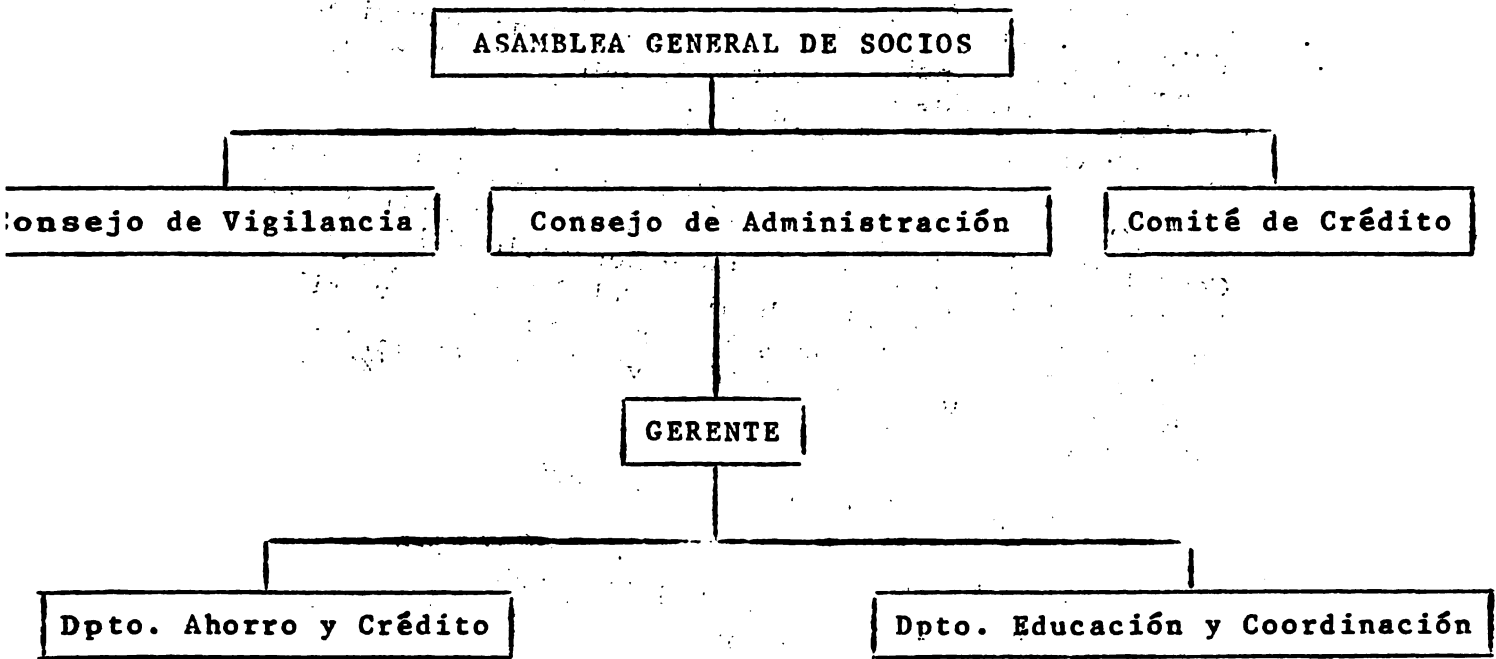 ASAMBLEA GENERAL DE SOCIOS
Consejo de Vigilancia
Consejo de Administración
Comité de Crédito
GERENTE
Dpto. Ahorro y Crédito
Dpto. Educación y Coordinación